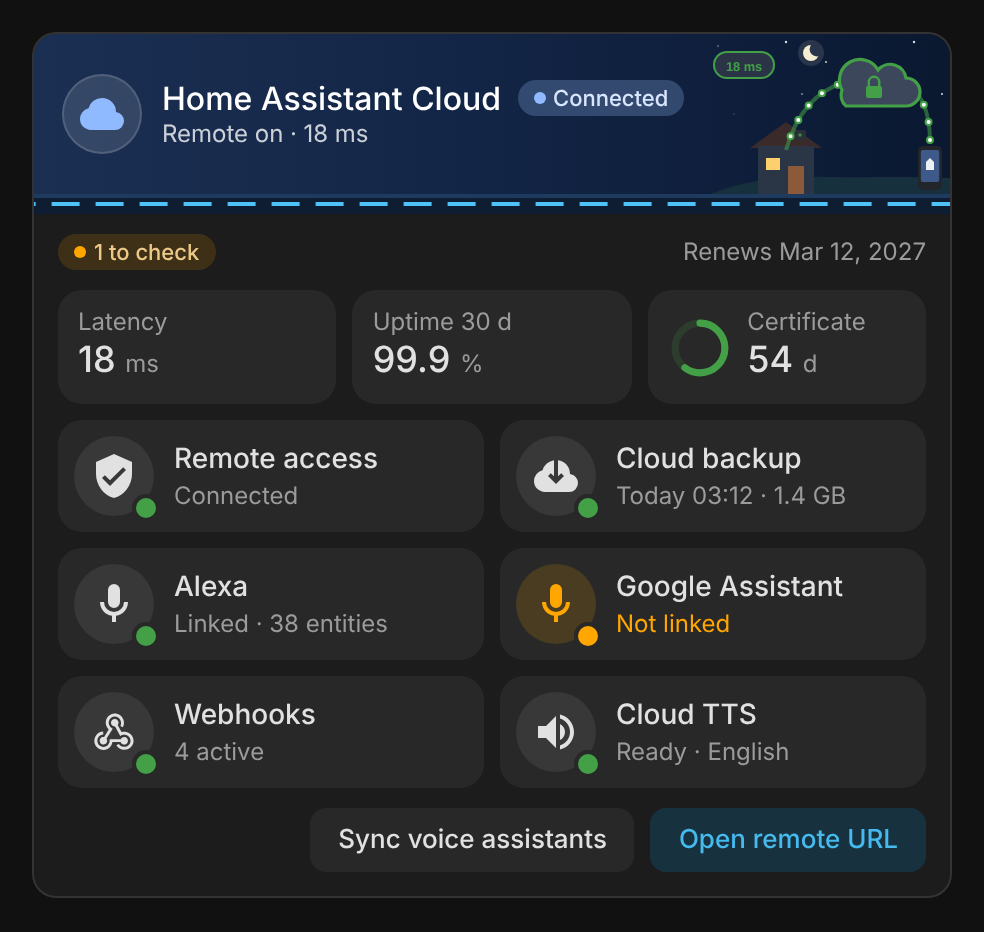 Home Assistant Cloud
Connected
Remote on · 18 ms
18 ms
1 to check
Renews Mar 12, 2027
Latency
18 ms
Uptime 30 d
99.9 %
Certificate
54 d
Remote access
Connected
Cloud backup
Today 03:12 · 1.4 GB
Alexa
Linked · 38 entities
Google Assistant
Not linked
Webhooks
4 active
Cloud TTS
Ready · English
Sync voice assistants
Open remote URL